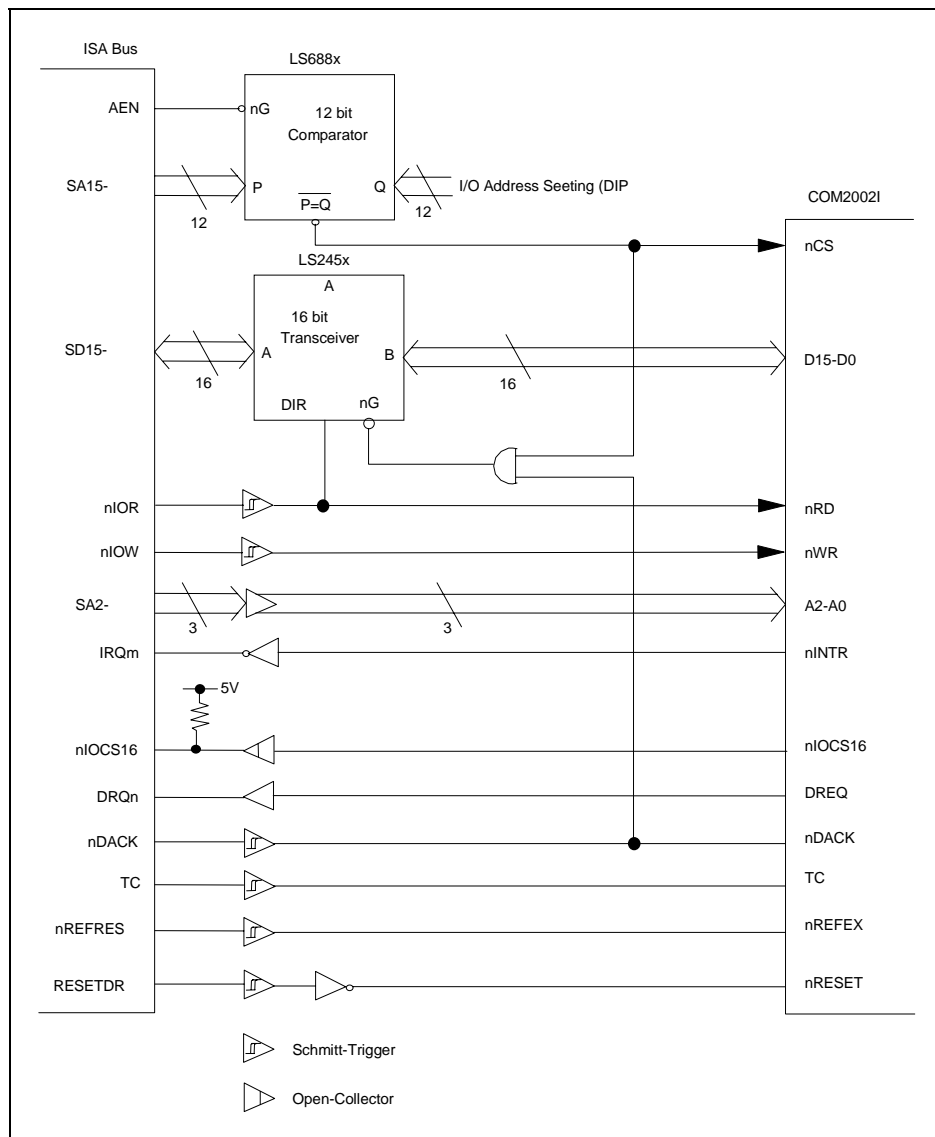 ISA Bus
LS688x
AEN
nG
12 bit
Comparator
SA15-
12
P
Q
12
I/O Address Seeting (DIP
P=Q
COM2002I
nCS
LS245x
A
16 bit
Transceiver
SD15-
16
A
B
16
D15-D0
DIR
nG
nIOR
nRD
nIOW
nWR
SA2-
3
3
A2-A0
IRQm
nINTR
5V
nIOCS16
nIOCS16
DRQn
DREQ
nDACK
nDACK
TC
TC
nREFRES
nREFEX
RESETDR
nRESET
Schmitt-Trigger
Open-Collector